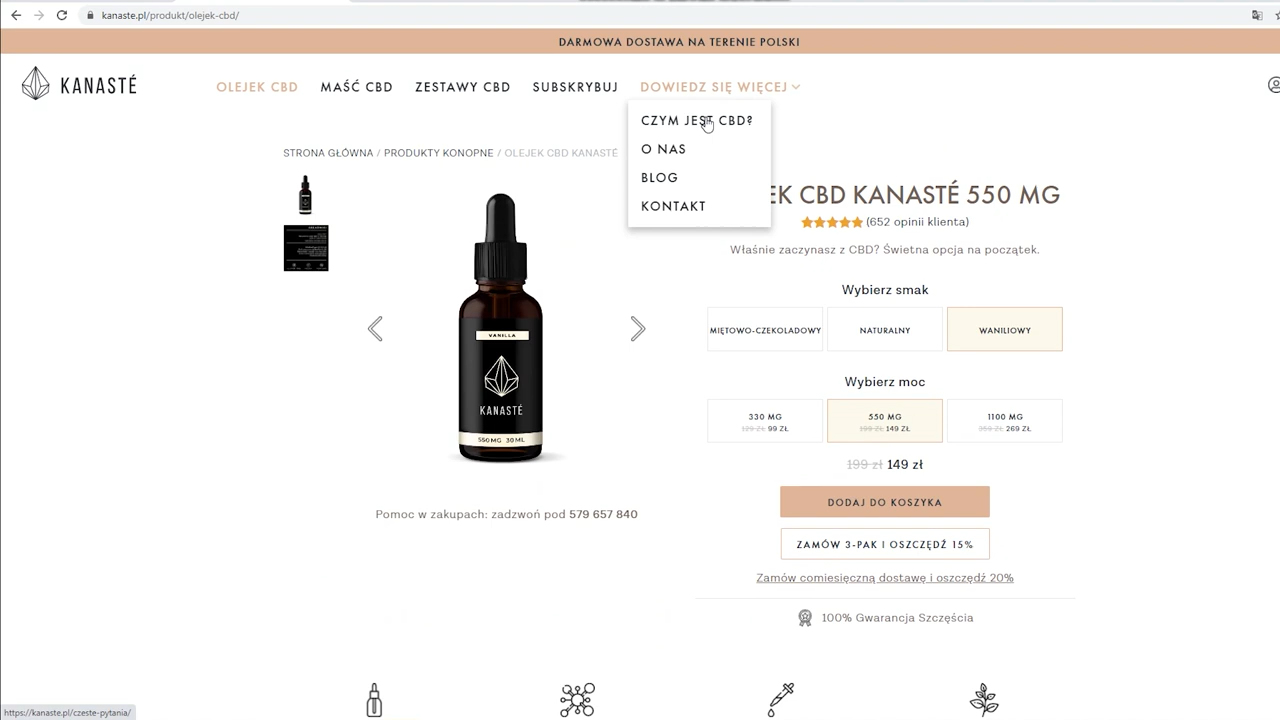 kanaste.pl/produkt/olejek-cbd/
DARMOWA DOSTAWA NA TERENIE POLSKI
KANASTÉ
OLEJEK CBD
MAŚĆ CBD
ZESTAWY CBD
SUBSKRYBUJ
DOWIEDZ SIĘ WIĘCEJ
CZYM JEST CBD?
O NAS
BLOG
KONTAKT
STRONA GŁÓWNA / PRODUKTY KONOPNE / OLEJEK CBD KANASTÉ
EK CBD KANASTÉ 550 MG
(652 opinii klienta)
Właśnie zaczynasz z CBD? Świetna opcja na początek.
Wybierz smak
MIĘTOWO-CZEKOLADOWY
NATURALNY
WANILIOWY
Wybierz moc
330 MG
129 ZŁ 99 ZŁ
550 MG
199 ZŁ 149 ZŁ
1100 MG
359 ZŁ 269 ZŁ
199 zł 149 zł
DODAJ DO KOSZYKA
ZAMÓW 3-PAK I OSZCZĘDŹ 15%
Zamów comiesięczną dostawę i oszczędź 20%
100% Gwarancja Szczęścia
VANILLA
KANASTÉ
550MG 30ML
Pomoc w zakupach: zadzwoń pod 579 657 840
https://kanaste.pl/czeste-pytania/